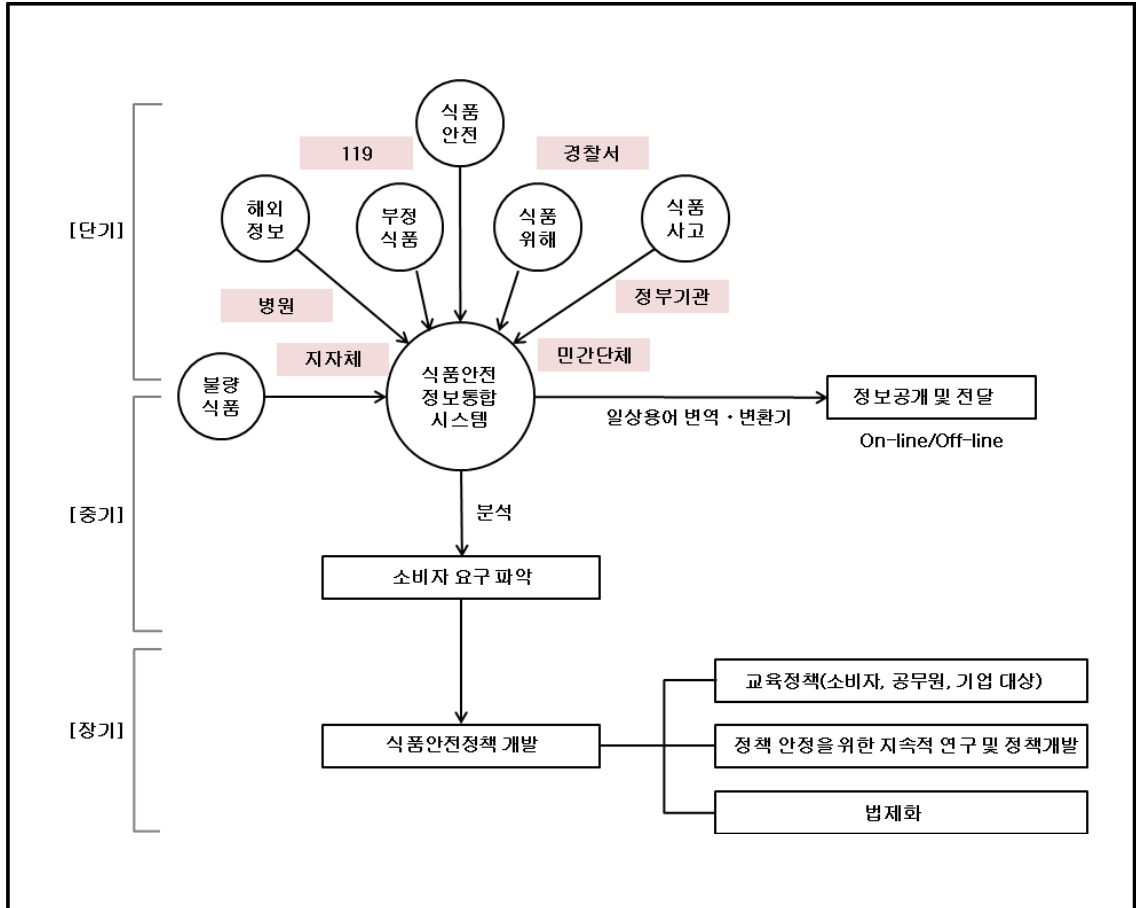 식품
안전
119
경찰서
해외
정보
부정
식품
식품
위해
식품
사고
[단기]
병원
정부기관
지자체
민간단체
불량
식품
식품안전
정보통합
시스템
정보공개 및 전달
일상용어 변역·변환기
On-line/Off-line
[중기]
분석
소비자 요구 파악
[장기]
식품안전정책 개발
교육정책(소비자, 공무원, 기업 대상)
정책 안정을 위한 지속적 연구 및 정책개발
법제화